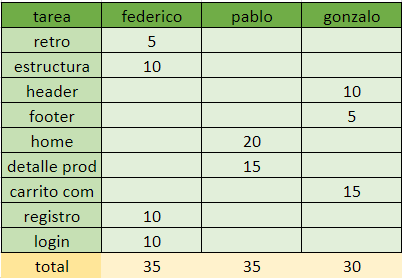 tarea federico pablo gonzalo
retro 5
estructura 10
header 10
footer 5
home 20
detalle prod 15
carrito com 15
registro 10
login 10
total 35 35 30